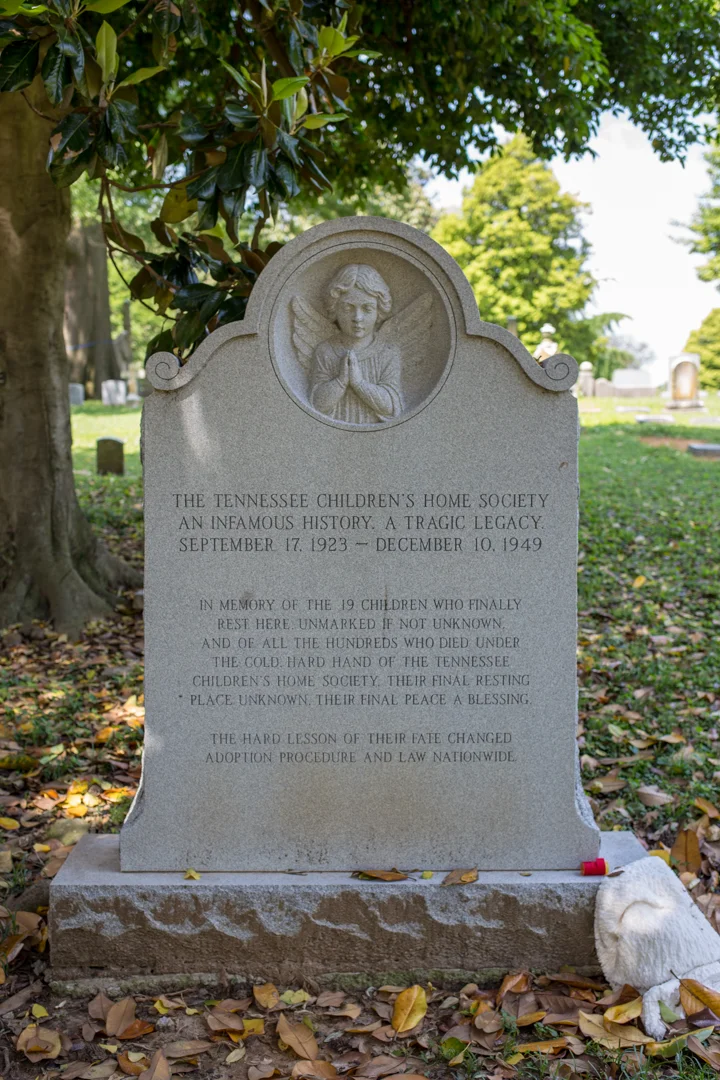 THE TENNESSEE CHILDREN'S HOME SOCIETY
AN INFAMOUS HISTORY. A TRAGIC LEGACY.
SEPTEMBER 17, 1923 – DECEMBER 10, 1949
IN MEMORY OF THE 19 CHILDREN WHO FINALLY
REST HERE UNMARKED IF NOT UNKNOWN,
AND OF ALL THE HUNDREDS WHO DIED UNDER
THE COLD, HARD HAND OF THE TENNESSEE
CHILDREN'S HOME SOCIETY. THEIR FINAL RESTING
PLACE UNKNOWN. THEIR FINAL PEACE A BLESSING.
THE HARD LESSON OF THEIR FATE CHANGED
ADOPTION PROCEDURE AND LAW NATIONWIDE.